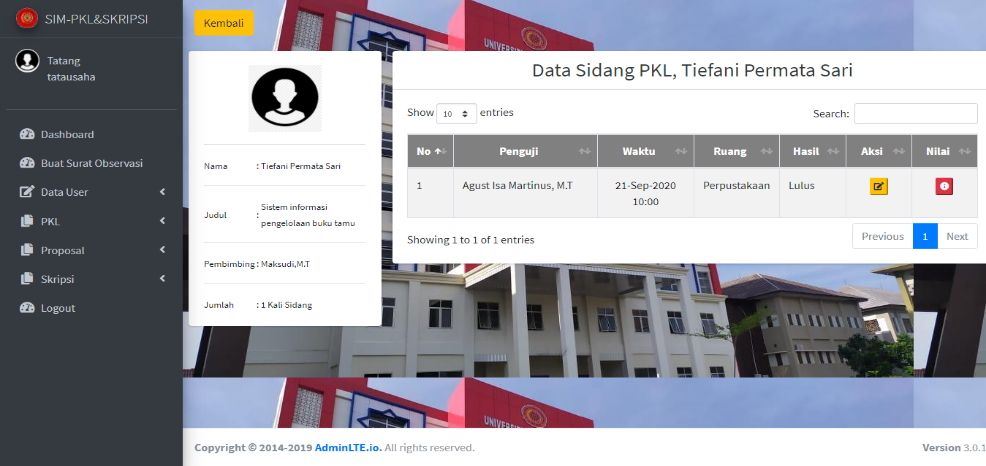 SIM-PKL&SKRIPSI
Kembali
Tatang
tatausaha
Dashboard
Buat Surat Observasi
Data User
PKL
Proposal
Skripsi
Logout
Nama : Tiefani Permata Sari
Judul : Sistem informasi
pengelolaan buku tamu
Pembimbing : Maksudi,M.T
Jumlah : 1 Kali Sidang
Data Sidang PKL, Tiefani Permata Sari
Show 10 entries
Search:
No Penguji Waktu Ruang Hasil Aksi Nilai
1 Agust Isa Martinus, M.T 21-Sep-2020 Perpustakaan Lulus
10:00
Showing 1 to 1 of 1 entries
Previous 1 Next
Copyright © 2014-2019 AdminLTE.io. All rights reserved.
Version 3.0.1